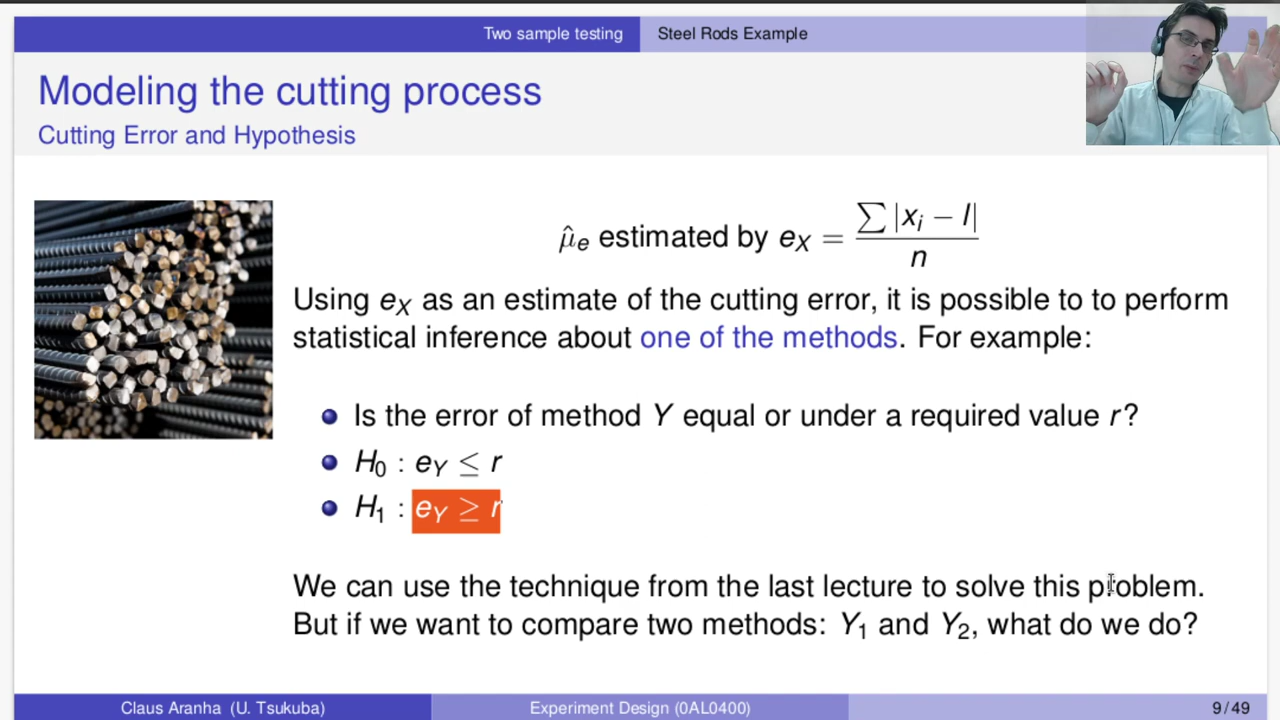 Two sample testing Steel Rods Example
Modeling the cutting process
Cutting Error and Hypothesis
μ̂e estimated by eX = ∑ |xi − l| / n
Using eX as an estimate of the cutting error, it is possible to to perform
statistical inference about one of the methods. For example:
Is the error of method Y equal or under a required value r?
H0 : eY ≤ r
H1 : eY ≥ r
We can use the technique from the last lecture to solve this problem.
But if we want to compare two methods: Y1 and Y2, what do we do?
Claus Aranha (U. Tsukuba) Experiment Design (0AL0400) 9 / 49